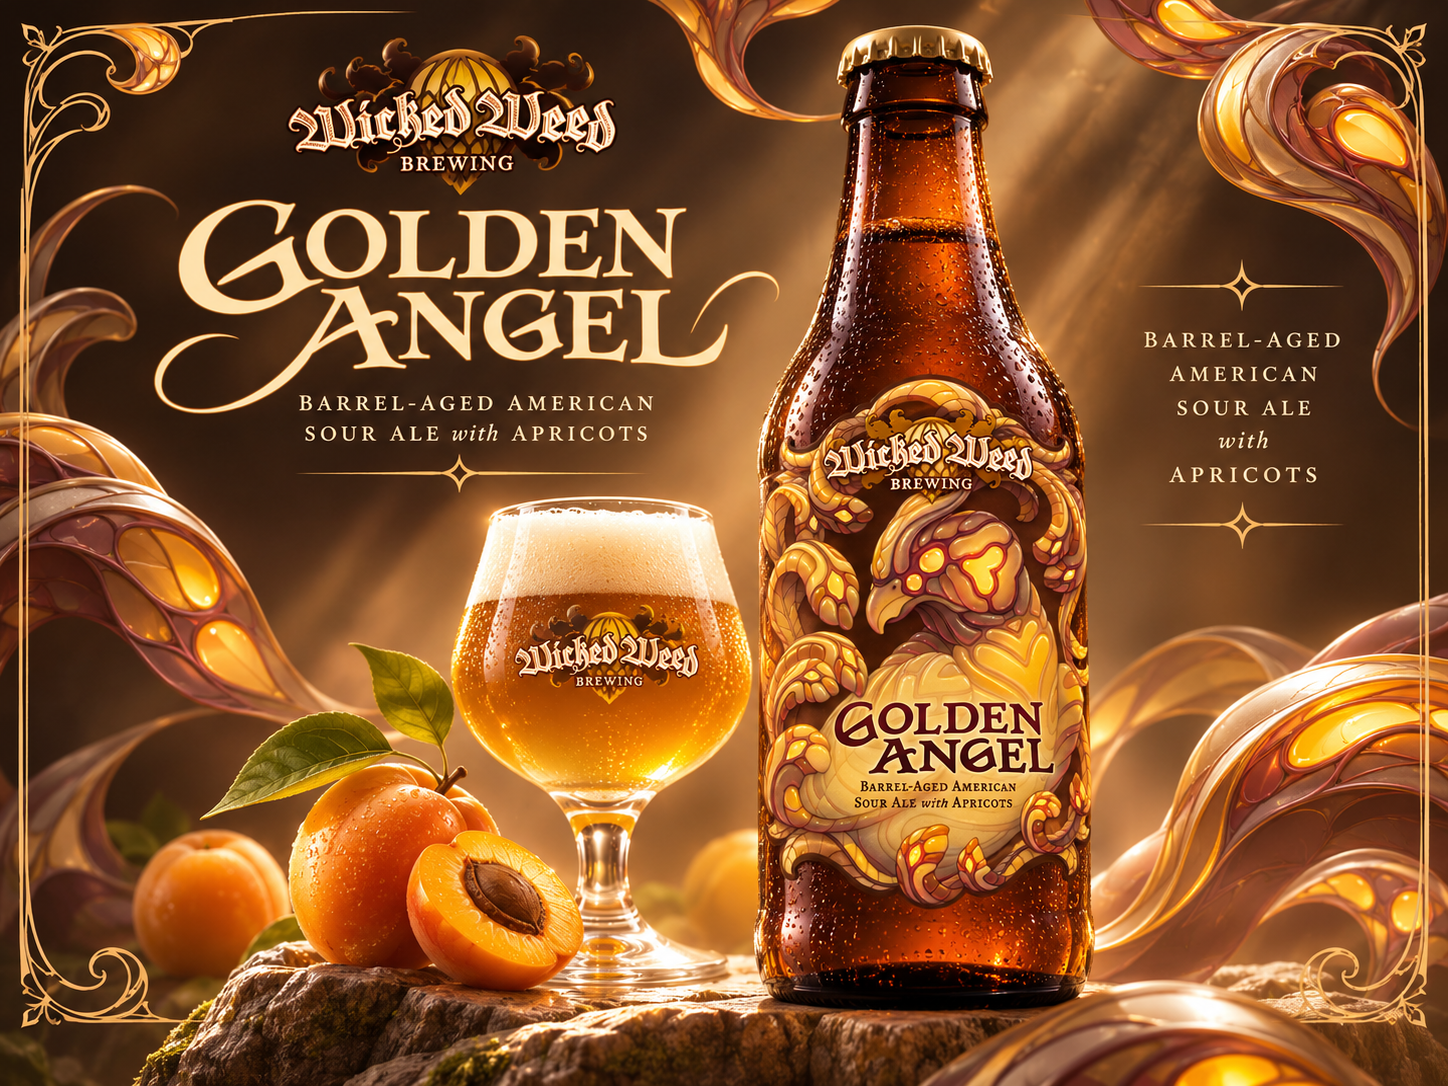 Wicked Weed
BREWING
GOLDEN
ANGEL
BARREL-AGED AMERICAN
SOUR ALE with APRICOTS
BARREL-AGED
AMERICAN
SOUR ALE
with
APRICOTS
Wicked Weed
BREWING
GOLDEN
ANGEL
BARREL-AGED AMERICAN
SOUR ALE with APRICOTS
Wicked Weed
BREWING